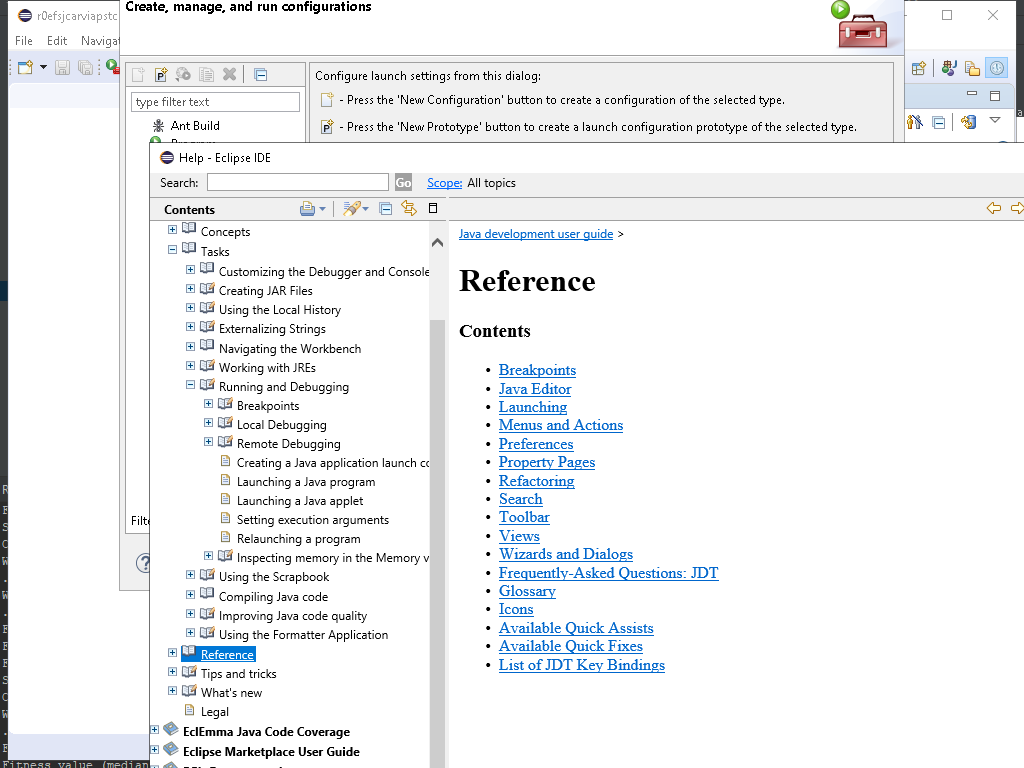 Create, manage, and run configurations
r0efsjcarviapstc
File Edit Navigat
Configure launch settings from this dialog:
- Press the 'New Configuration' button to create a configuration of the selected type.
type filter text
Ant Build
- Press the 'New Prototype' button to create a launch configuration prototype of the selected type.
Help - Eclipse IDE
Search:
Go
Scope: All topics
Contents
Concepts
Tasks
Customizing the Debugger and Console
Creating JAR Files
Using the Local History
Externalizing Strings
Navigating the Workbench
Working with JREs
Running and Debugging
Breakpoints
Local Debugging
Remote Debugging
Creating a Java application launch co
Launching a Java program
Launching a Java applet
Setting execution arguments
Relaunching a program
Inspecting memory in the Memory v
Using the Scrapbook
Compiling Java code
Improving Java code quality
Using the Formatter Application
Reference
Tips and tricks
What's new
Legal
EclEmma Java Code Coverage
Eclipse Marketplace User Guide
Java development user guide >
Reference
Contents
• Breakpoints
• Java Editor
• Launching
• Menus and Actions
• Preferences
• Property Pages
• Refactoring
• Search
• Toolbar
• Views
• Wizards and Dialogs
• Frequently-Asked Questions: JDT
• Glossary
• Icons
• Available Quick Assists
• Available Quick Fixes
• List of JDT Key Bindings
Filte
Fitness value (median